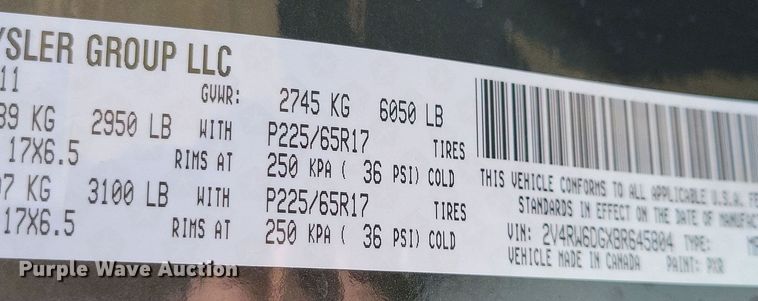 YSLER GROUP LLC
11
GVWR: 2745 KG 6050 LB
39 KG 2950 LB WITH P225/65R17 TIRES
17X6.5 RIMS AT 250 KPA ( 36 PSI) COLD
07 KG 3100 LB WITH P225/65R17 TIRES
17X6.5 RIMS AT 250 KPA ( 36 PSI) COLD
THIS VEHICLE CONFORMS TO ALL APPLICABLE U.S.A. FE
STANDARDS IN EFFECT ON THE DATE OF MANUFAC
VIN: 2V4RW6DGXBR645804 TYPE:
VEHICLE MADE IN CANADA PAINT: PXR
Purple Wave Auction